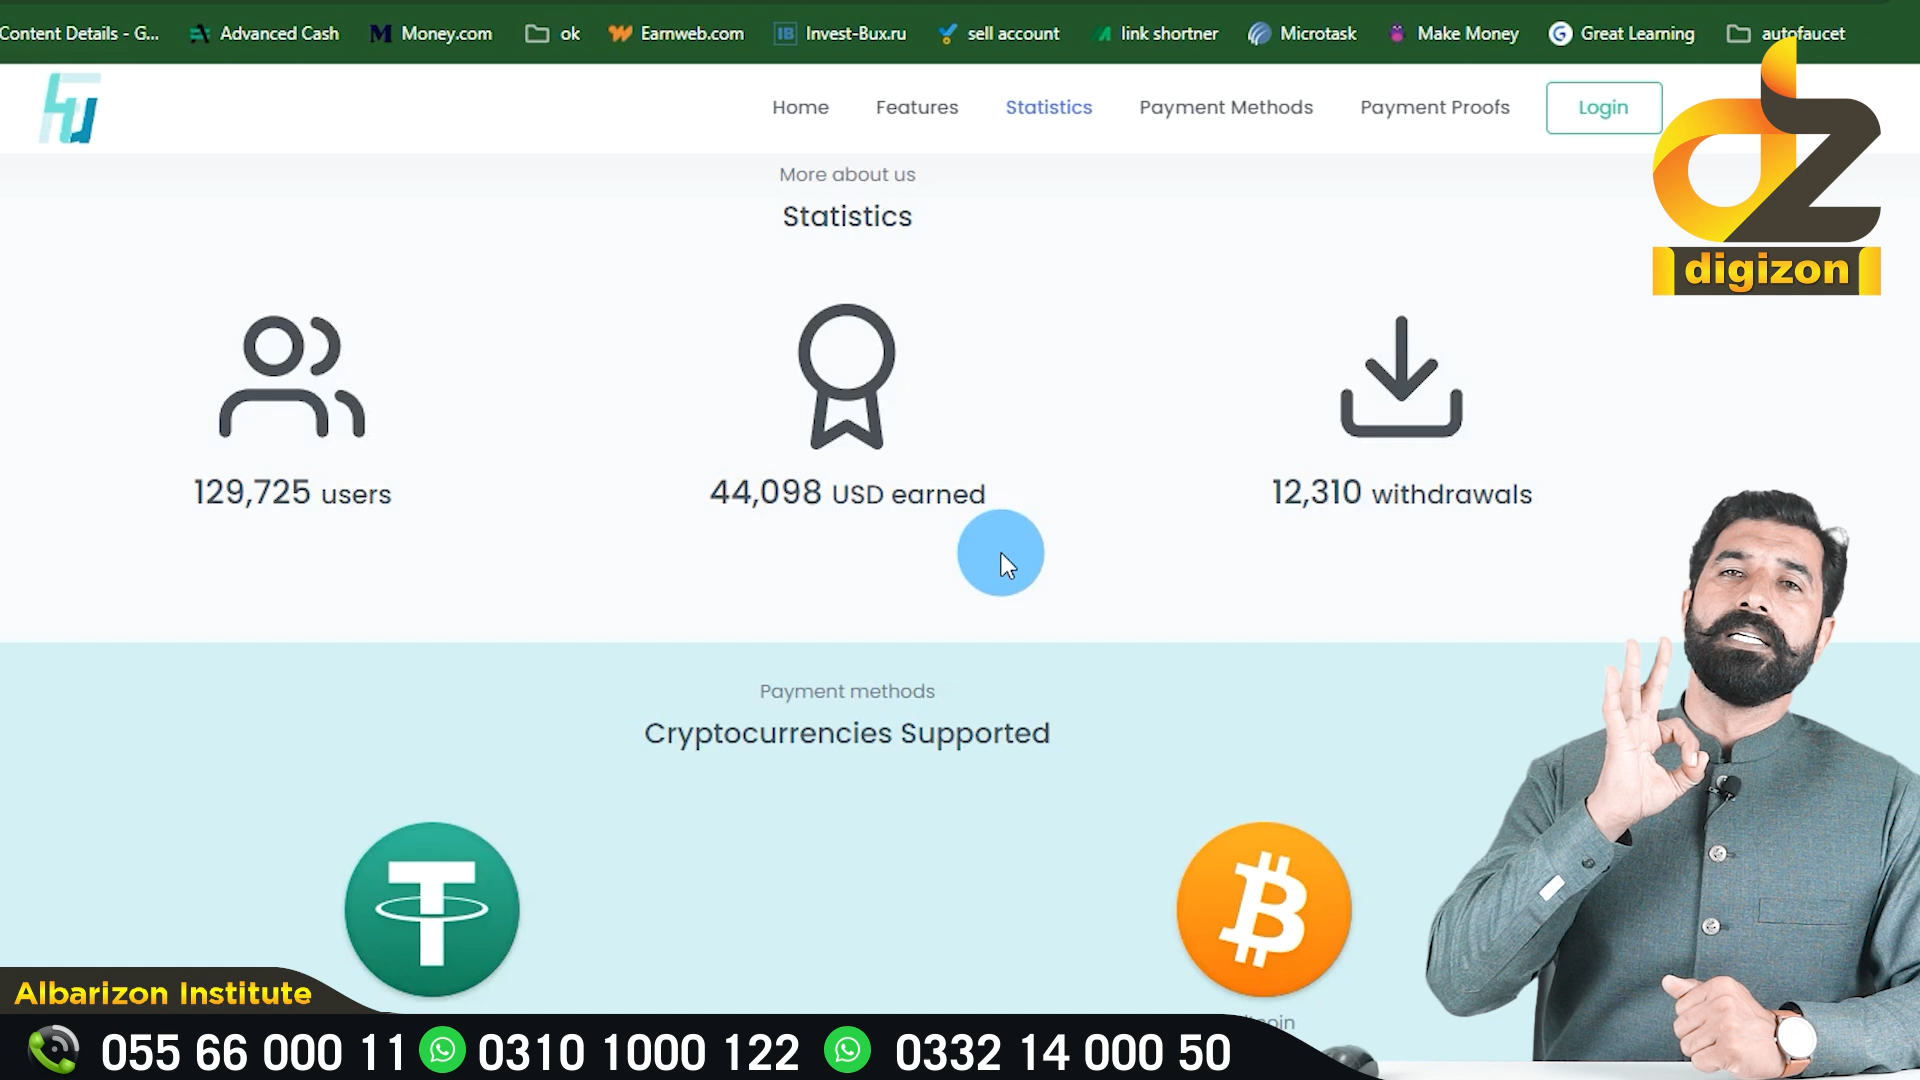 Content Details - G...
Advanced Cash
Money.com
ok
Earnweb.com
Invest-Bux.ru
sell account
link shortner
Microtask
Make Money
Great Learning
autofaucet
Home
Features
Statistics
Payment Methods
Payment Proofs
Login
digizon
More about us
Statistics
129,725 users
44,098 USD earned
12,310 withdrawals
Payment methods
Cryptocurrencies Supported
Albarizon Institute
055 66 000 11
0310 1000 122
0332 14 000 50